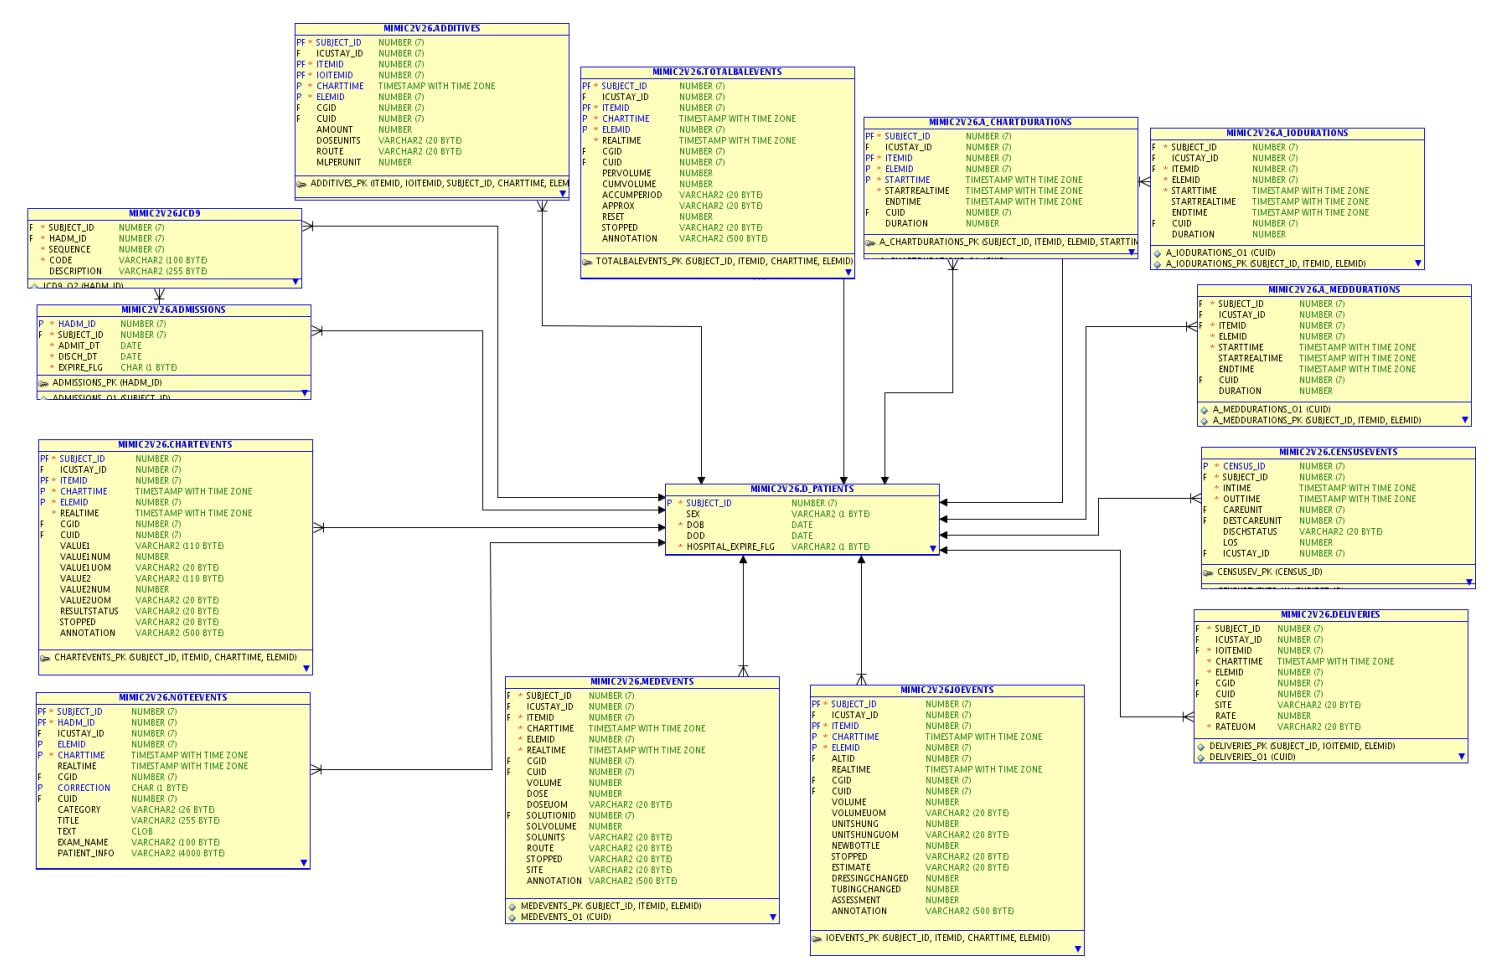 MIMIC2V26.ADDITIVES
PF * SUBJECT_ID NUMBER (7)
F ICUSTAY_ID NUMBER (7)
PF * ITEMID NUMBER (7)
PF * IOITEMID NUMBER (7)
P * CHARTTIME TIMESTAMP WITH TIME ZONE
P * ELEMID NUMBER (7)
F CGID NUMBER (7)
F CUID NUMBER (7)
AMOUNT NUMBER
DOSEUNITS VARCHAR2 (20 BYTE)
ROUTE VARCHAR2 (20 BYTE)
MLPERUNIT NUMBER
ADDITIVES_PK (ITEMID, IOITEMID, SUBJECT_ID, CHARTTIME, ELEM
MIMIC2V26.TOTALBALEVENTS
PF * SUBJECT_ID NUMBER (7)
F ICUSTAY_ID NUMBER (7)
PF * ITEMID NUMBER (7)
P * CHARTTIME TIMESTAMP WITH TIME ZONE
P * ELEMID NUMBER (7)
* REALTIME TIMESTAMP WITH TIME ZONE
F CGID NUMBER (7)
F CUID NUMBER (7)
PERVOLUME NUMBER
CUMVOLUME NUMBER
ACCUMPERIOD VARCHAR2 (20 BYTE)
APPROX VARCHAR2 (20 BYTE)
RESET NUMBER
STOPPED VARCHAR2 (20 BYTE)
ANNOTATION VARCHAR2 (500 BYTE)
TOTALBALEVENTS_PK (SUBJECT_ID, ITEMID, CHARTTIME, ELEMID)
MIMIC2V26.A_CHARTDURATIONS
PF * SUBJECT_ID NUMBER (7)
F ICUSTAY_ID NUMBER (7)
PF * ITEMID NUMBER (7)
P * ELEMID NUMBER (7)
P * STARTTIME TIMESTAMP WITH TIME ZONE
* STARTREALTIME TIMESTAMP WITH TIME ZONE
ENDTIME TIMESTAMP WITH TIME ZONE
F CUID NUMBER (7)
DURATION NUMBER
A_CHARTDURATIONS_PK (SUBJECT_ID, ITEMID, ELEMID, STARTTIM
MIMIC2V26.A_IODURATIONS
F * SUBJECT_ID NUMBER (7)
F ICUSTAY_ID NUMBER (7)
F * ITEMID NUMBER (7)
* ELEMID NUMBER (7)
* STARTTIME TIMESTAMP WITH TIME ZONE
STARTREALTIME TIMESTAMP WITH TIME ZONE
ENDTIME TIMESTAMP WITH TIME ZONE
F CUID NUMBER (7)
DURATION NUMBER
A_IODURATIONS_O1 (CUID)
A_IODURATIONS_PK (SUBJECT_ID, ITEMID, ELEMID)
MIMIC2V26.ICD9
F * SUBJECT_ID NUMBER (7)
F * HADM_ID NUMBER (7)
* SEQUENCE NUMBER (7)
* CODE VARCHAR2 (100 BYTE)
DESCRIPTION VARCHAR2 (255 BYTE)
ICD9_O2 (HADM_ID)
MIMIC2V26.ADMISSIONS
P * HADM_ID NUMBER (7)
F * SUBJECT_ID NUMBER (7)
* ADMIT_DT DATE
* DISCH_DT DATE
* EXPIRE_FLG CHAR (1 BYTE)
ADMISSIONS_PK (HADM_ID)
ADMISSIONS_O1 (SUBJECT_ID)
MIMIC2V26.A_MEDDURATIONS
F * SUBJECT_ID NUMBER (7)
F ICUSTAY_ID NUMBER (7)
F * ITEMID NUMBER (7)
* ELEMID NUMBER (7)
* STARTTIME TIMESTAMP WITH TIME ZONE
STARTREALTIME TIMESTAMP WITH TIME ZONE
ENDTIME TIMESTAMP WITH TIME ZONE
F CUID NUMBER (7)
DURATION NUMBER
A_MEDDURATIONS_O1 (CUID)
A_MEDDURATIONS_PK (SUBJECT_ID, ITEMID, ELEMID)
MIMIC2V26.CHARTEVENTS
PF * SUBJECT_ID NUMBER (7)
F ICUSTAY_ID NUMBER (7)
PF * ITEMID NUMBER (7)
P * CHARTTIME TIMESTAMP WITH TIME ZONE
P * ELEMID NUMBER (7)
* REALTIME TIMESTAMP WITH TIME ZONE
F CGID NUMBER (7)
F CUID NUMBER (7)
VALUE1 VARCHAR2 (110 BYTE)
VALUE1NUM NUMBER
VALUE1UOM VARCHAR2 (20 BYTE)
VALUE2 VARCHAR2 (110 BYTE)
VALUE2NUM NUMBER
VALUE2UOM VARCHAR2 (20 BYTE)
RESULTSTATUS VARCHAR2 (20 BYTE)
STOPPED VARCHAR2 (20 BYTE)
ANNOTATION VARCHAR2 (500 BYTE)
CHARTEVENTS_PK (SUBJECT_ID, ITEMID, CHARTTIME, ELEMID)
MIMIC2V26.D_PATIENTS
P * SUBJECT_ID NUMBER (7)
SEX VARCHAR2 (1 BYTE)
* DOB DATE
DOD DATE
* HOSPITAL_EXPIRE_FLG VARCHAR2 (1 BYTE)
MIMIC2V26.CENSUSEVENTS
P * CENSUS_ID NUMBER (7)
F * SUBJECT_ID NUMBER (7)
* INTIME TIMESTAMP WITH TIME ZONE
* OUTTIME TIMESTAMP WITH TIME ZONE
F CAREUNIT NUMBER (7)
F DESTCAREUNIT NUMBER (7)
DISCHSTATUS VARCHAR2 (20 BYTE)
LOS NUMBER
F ICUSTAY_ID NUMBER (7)
CENSUSEV_PK (CENSUS_ID)
MIMIC2V26.DELIVERIES
F * SUBJECT_ID NUMBER (7)
F ICUSTAY_ID NUMBER (7)
F * IOITEMID NUMBER (7)
* CHARTTIME TIMESTAMP WITH TIME ZONE
* ELEMID NUMBER (7)
F CGID NUMBER (7)
F CUID NUMBER (7)
SITE VARCHAR2 (20 BYTE)
RATE NUMBER
* RATEUOM VARCHAR2 (20 BYTE)
DELIVERIES_PK (SUBJECT_ID, IOITEMID, ELEMID)
DELIVERIES_O1 (CUID)
MIMIC2V26.NOTEEVENTS
PF * SUBJECT_ID NUMBER (7)
PF * HADM_ID NUMBER (7)
F ICUSTAY_ID NUMBER (7)
P ELEMID NUMBER (7)
P * CHARTTIME TIMESTAMP WITH TIME ZONE
REALTIME TIMESTAMP WITH TIME ZONE
F CGID NUMBER (7)
P CORRECTION CHAR (1 BYTE)
F CUID NUMBER (7)
CATEGORY VARCHAR2 (26 BYTE)
TITLE VARCHAR2 (255 BYTE)
TEXT CLOB
EXAM_NAME VARCHAR2 (100 BYTE)
PATIENT_INFO VARCHAR2 (4000 BYTE)
MIMIC2V26.MEDEVENTS
F * SUBJECT_ID NUMBER (7)
F ICUSTAY_ID NUMBER (7)
F * ITEMID NUMBER (7)
* CHARTTIME TIMESTAMP WITH TIME ZONE
* ELEMID NUMBER (7)
* REALTIME TIMESTAMP WITH TIME ZONE
F CGID NUMBER (7)
F CUID NUMBER (7)
VOLUME NUMBER
DOSE NUMBER
DOSEUOM VARCHAR2 (20 BYTE)
F SOLUTIONID NUMBER (7)
SOLVOLUME NUMBER
SOLUNITS VARCHAR2 (20 BYTE)
ROUTE VARCHAR2 (20 BYTE)
STOPPED VARCHAR2 (20 BYTE)
SITE VARCHAR2 (20 BYTE)
ANNOTATION VARCHAR2 (500 BYTE)
MEDEVENTS_PK (SUBJECT_ID, ITEMID, ELEMID)
MEDEVENTS_O1 (CUID)
MIMIC2V26.IOEVENTS
PF * SUBJECT_ID NUMBER (7)
F ICUSTAY_ID NUMBER (7)
PF * ITEMID NUMBER (7)
P * CHARTTIME TIMESTAMP WITH TIME ZONE
P * ELEMID NUMBER (7)
F ALTID NUMBER (7)
REALTIME TIMESTAMP WITH TIME ZONE
F CGID NUMBER (7)
F CUID NUMBER (7)
VOLUME NUMBER
VOLUMEUOM VARCHAR2 (20 BYTE)
UNITSHUNG NUMBER
UNITSHUNGUOM VARCHAR2 (20 BYTE)
NEWBOTTLE NUMBER
STOPPED VARCHAR2 (20 BYTE)
ESTIMATE VARCHAR2 (20 BYTE)
DRESSINGCHANGED NUMBER
TUBINGCHANGED NUMBER
ASSESSMENT NUMBER
ANNOTATION VARCHAR2 (500 BYTE)
IOEVENTS_PK (SUBJECT_ID, ITEMID, CHARTTIME, ELEMID)